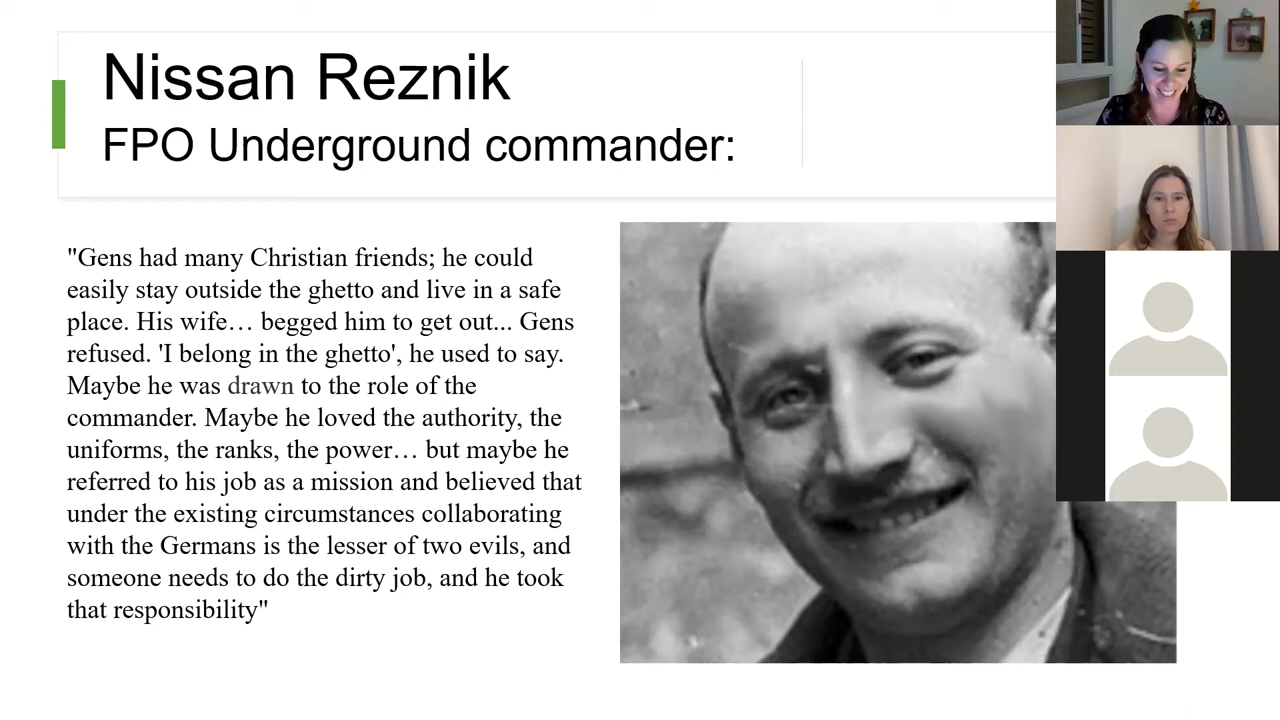 Nissan Reznik
FPO Underground commander:
"Gens had many Christian friends; he could
easily stay outside the ghetto and live in a safe
place. His wife… begged him to get out... Gens
refused. 'I belong in the ghetto', he used to say.
Maybe he was drawn to the role of the
commander. Maybe he loved the authority, the
uniforms, the ranks, the power… but maybe he
referred to his job as a mission and believed that
under the existing circumstances collaborating
with the Germans is the lesser of two evils, and
someone needs to do the dirty job, and he took
that responsibility"